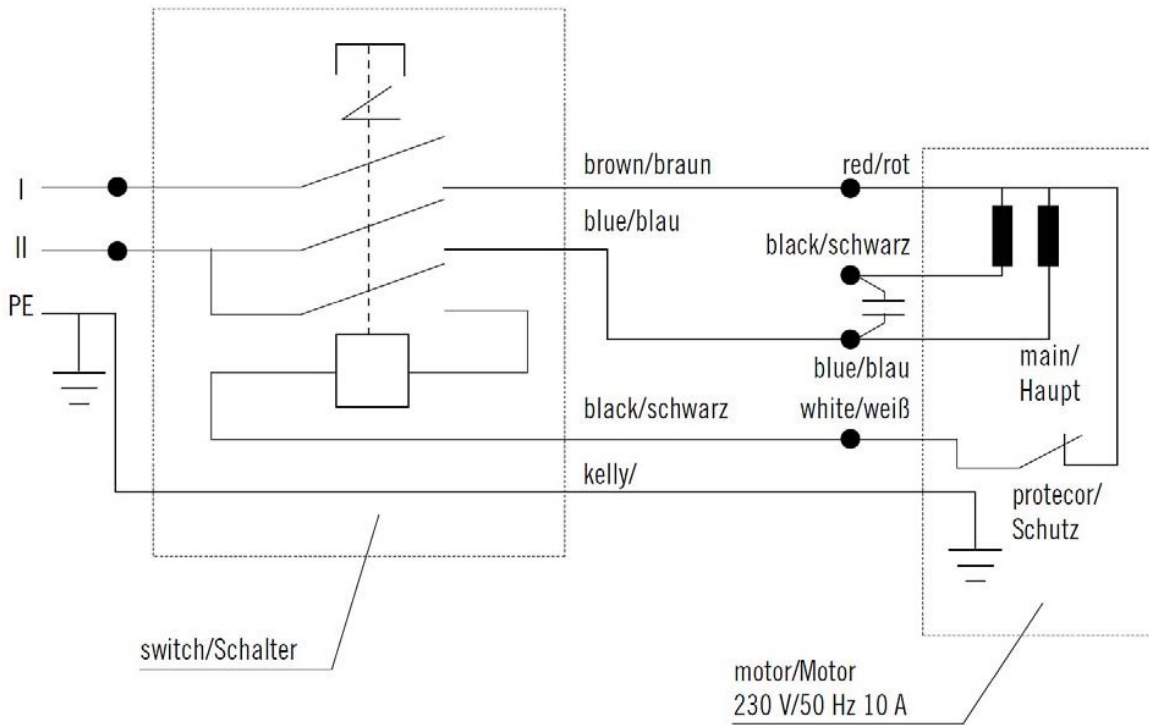 I
II
PE
brown/braun
blue/blau
black/schwarz
kelly/
red/rot
black/schwarz
blue/blau
white/weiß
main/
Haupt
protecor/
Schutz
switch/Schalter
motor/Motor
230 V/50 Hz 10 A